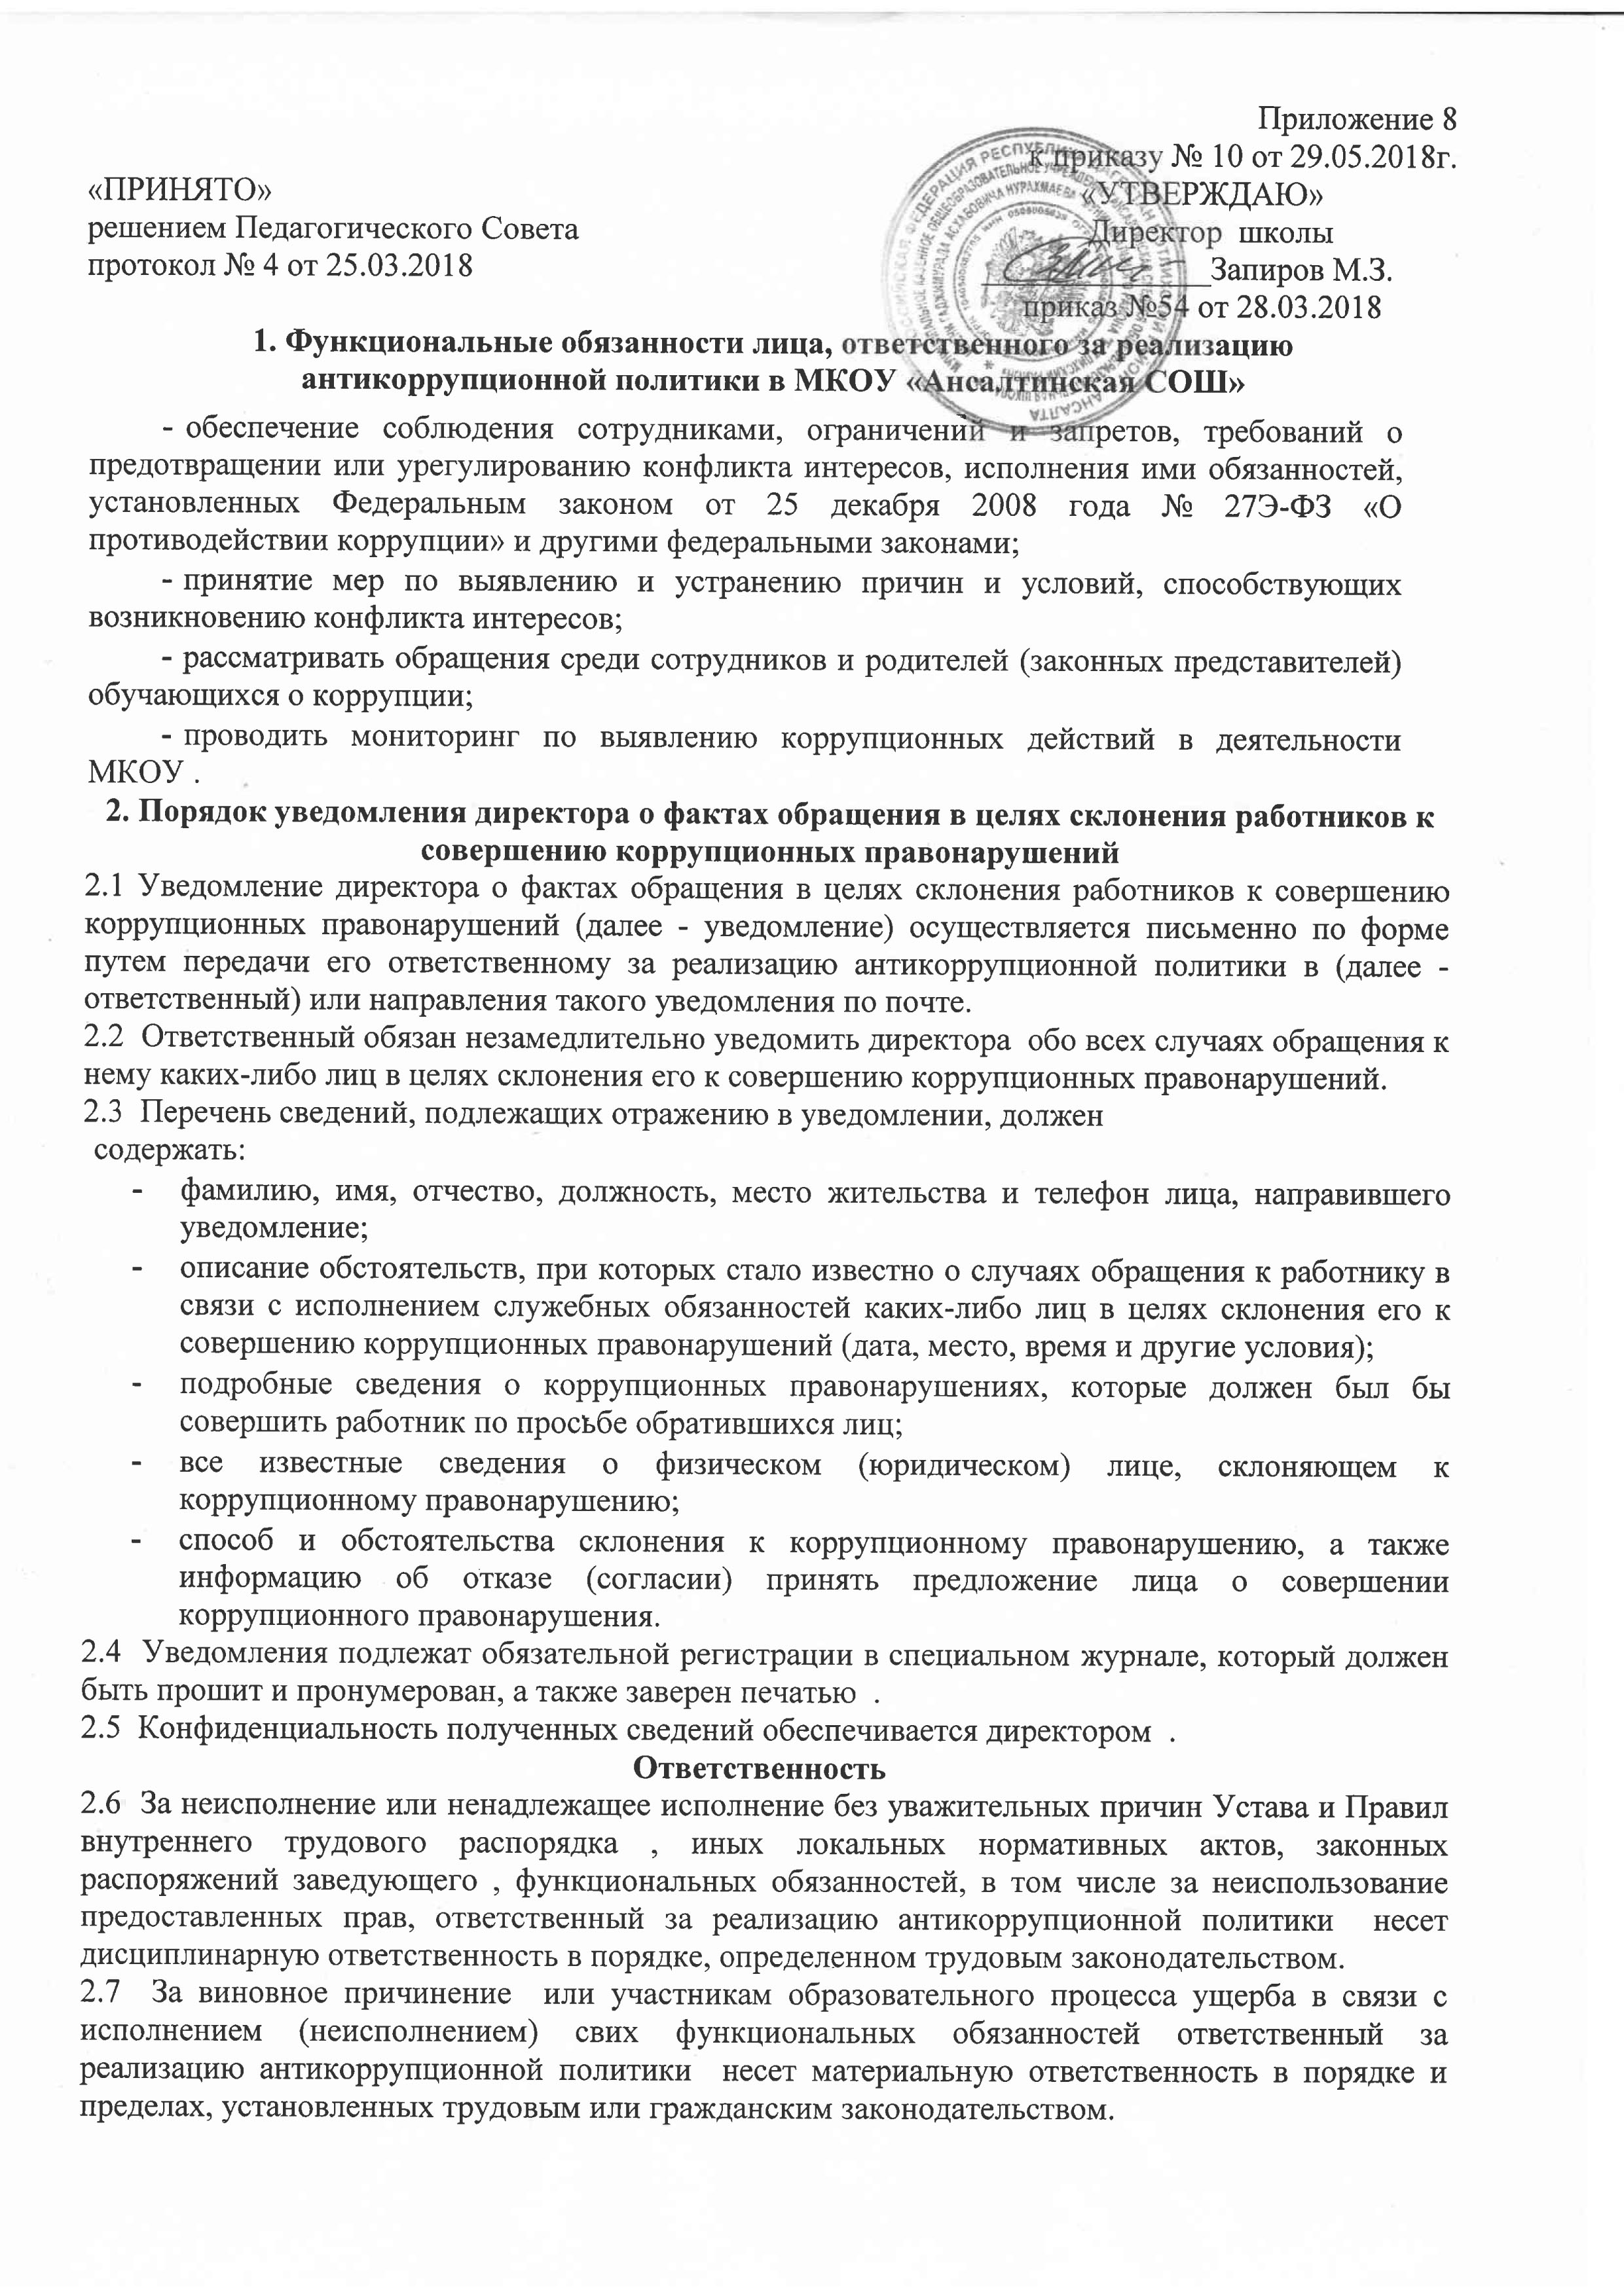 Приложение 8
к приказу № 10 от 29.05.2018г.
«ПРИНЯТО»
«УТВЕРЖДАЮ»
решением Педагогического Совета
Директор школы
протокол № 4 от 25.03.2018
Запиров М.З.
приказ №54 от 28.03.2018
1. Функциональные обязанности лица, ответственного за реализацию
антикоррупционной политики в МКОУ «Ансалтинская СОШ»
- обеспечение соблюдения сотрудниками, ограничений и запретов, требований о
предотвращении или урегулированию конфликта интересов, исполнения ими обязанностей,
установленных Федеральным законом от 25 декабря 2008 года № 27Э-ФЗ «О
противодействии коррупции» и другими федеральными законами;
- принятие мер по выявлению и устранению причин и условий, способствующих
возникновению конфликта интересов;
- рассматривать обращения среди сотрудников и родителей (законных представителей)
обучающихся о коррупции;
- проводить мониторинг по выявлению коррупционных действий в деятельности
МКОУ .
2. Порядок уведомления директора о фактах обращения в целях склонения работников к
совершению коррупционных правонарушений
2.1 Уведомление директора о фактах обращения в целях склонения работников к совершению
коррупционных правонарушений (далее - уведомление) осуществляется письменно по форме
путем передачи его ответственному за реализацию антикоррупционной политики в (далее -
ответственный) или направления такого уведомления по почте.
2.2 Ответственный обязан незамедлительно уведомить директора обо всех случаях обращения к
нему каких-либо лиц в целях склонения его к совершению коррупционных правонарушений.
2.3 Перечень сведений, подлежащих отражению в уведомлении, должен
содержать:
- фамилию, имя, отчество, должность, место жительства и телефон лица, направившего
уведомление;
- описание обстоятельств, при которых стало известно о случаях обращения к работнику в
связи с исполнением служебных обязанностей каких-либо лиц в целях склонения его к
совершению коррупционных правонарушений (дата, место, время и другие условия);
- подробные сведения о коррупционных правонарушениях, которые должен был бы
совершить работник по просьбе обратившихся лиц;
- все известные сведения о физическом (юридическом) лице, склоняющем к
коррупционному правонарушению;
- способ и обстоятельства склонения к коррупционному правонарушению, а также
информацию об отказе (согласии) принять предложение лица о совершении
коррупционного правонарушения.
2.4 Уведомления подлежат обязательной регистрации в специальном журнале, который должен
быть прошит и пронумерован, а также заверен печатью .
2.5 Конфиденциальность полученных сведений обеспечивается директором .
Ответственность
2.6 За неисполнение или ненадлежащее исполнение без уважительных причин Устава и Правил
внутреннего трудового распорядка , иных локальных нормативных актов, законных
распоряжений заведующего , функциональных обязанностей, в том числе за неиспользование
предоставленных прав, ответственный за реализацию антикоррупционной политики несет
дисциплинарную ответственность в порядке, определенном трудовым законодательством.
2.7 За виновное причинение или участникам образовательного процесса ущерба в связи с
исполнением (неисполнением) свих функциональных обязанностей ответственный за
реализацию антикоррупционной политики несет материальную ответственность в порядке и
пределах, установленных трудовым или гражданским законодательством.